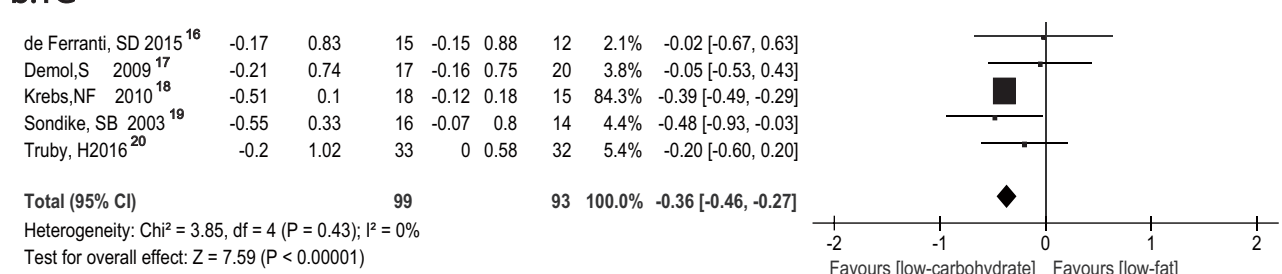 b.TG
de Ferranti, SD 2015 16 -0.17 0.83 15 -0.15 0.88 12 2.1% -0.02 [-0.67, 0.63]
Demol,S 2009 17 -0.21 0.74 17 -0.16 0.75 20 3.8% -0.05 [-0.53, 0.43]
Krebs,NF 2010 18 -0.51 0.1 18 -0.12 0.18 15 84.3% -0.39 [-0.49, -0.29]
Sondike, SB 2003 19 -0.55 0.33 16 -0.07 0.8 14 4.4% -0.48 [-0.93, -0.03]
Truby, H2016 20 -0.2 1.02 33 0 0.58 32 5.4% -0.20 [-0.60, 0.20]
Total (95% CI) 99 93 100.0% -0.36 [-0.46, -0.27]
Heterogeneity: Chi² = 3.85, df = 4 (P = 0.43); I² = 0%
Test for overall effect: Z = 7.59 (P < 0.00001)
-2 -1 0 1 2
Favours [low-carbohydrate] Favours [low-fat]